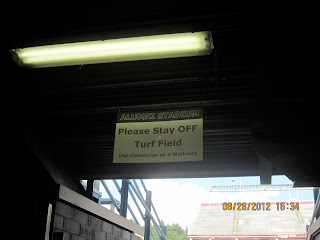 ALUMNI STADIUM
Please Stay OFF
Turf Field
Use Concourse as a Walkway
08/26/2012 16:34